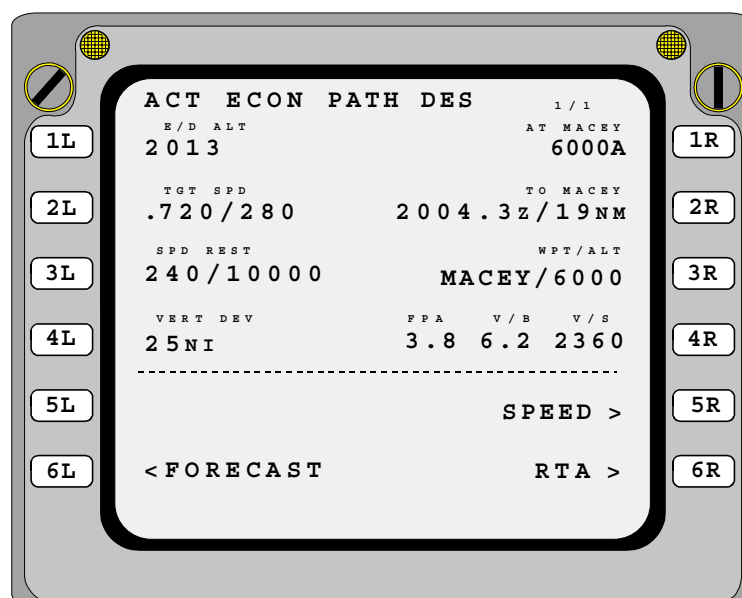 ACT ECON PATH DES 1/1
E/D ALT AT MACEY
1L 2013 6000A 1R
TGT SPD TO MACEY
2L .720/280 2004.3Z/19NM 2R
SPD REST WPT/ALT
3L 240/10000 MACEY/6000 3R
VERT DEV FPA V/B V/S
4L 25NI 3.8 6.2 2360 4R
5L SPEED > 5R
6L <FORECAST RTA > 6R